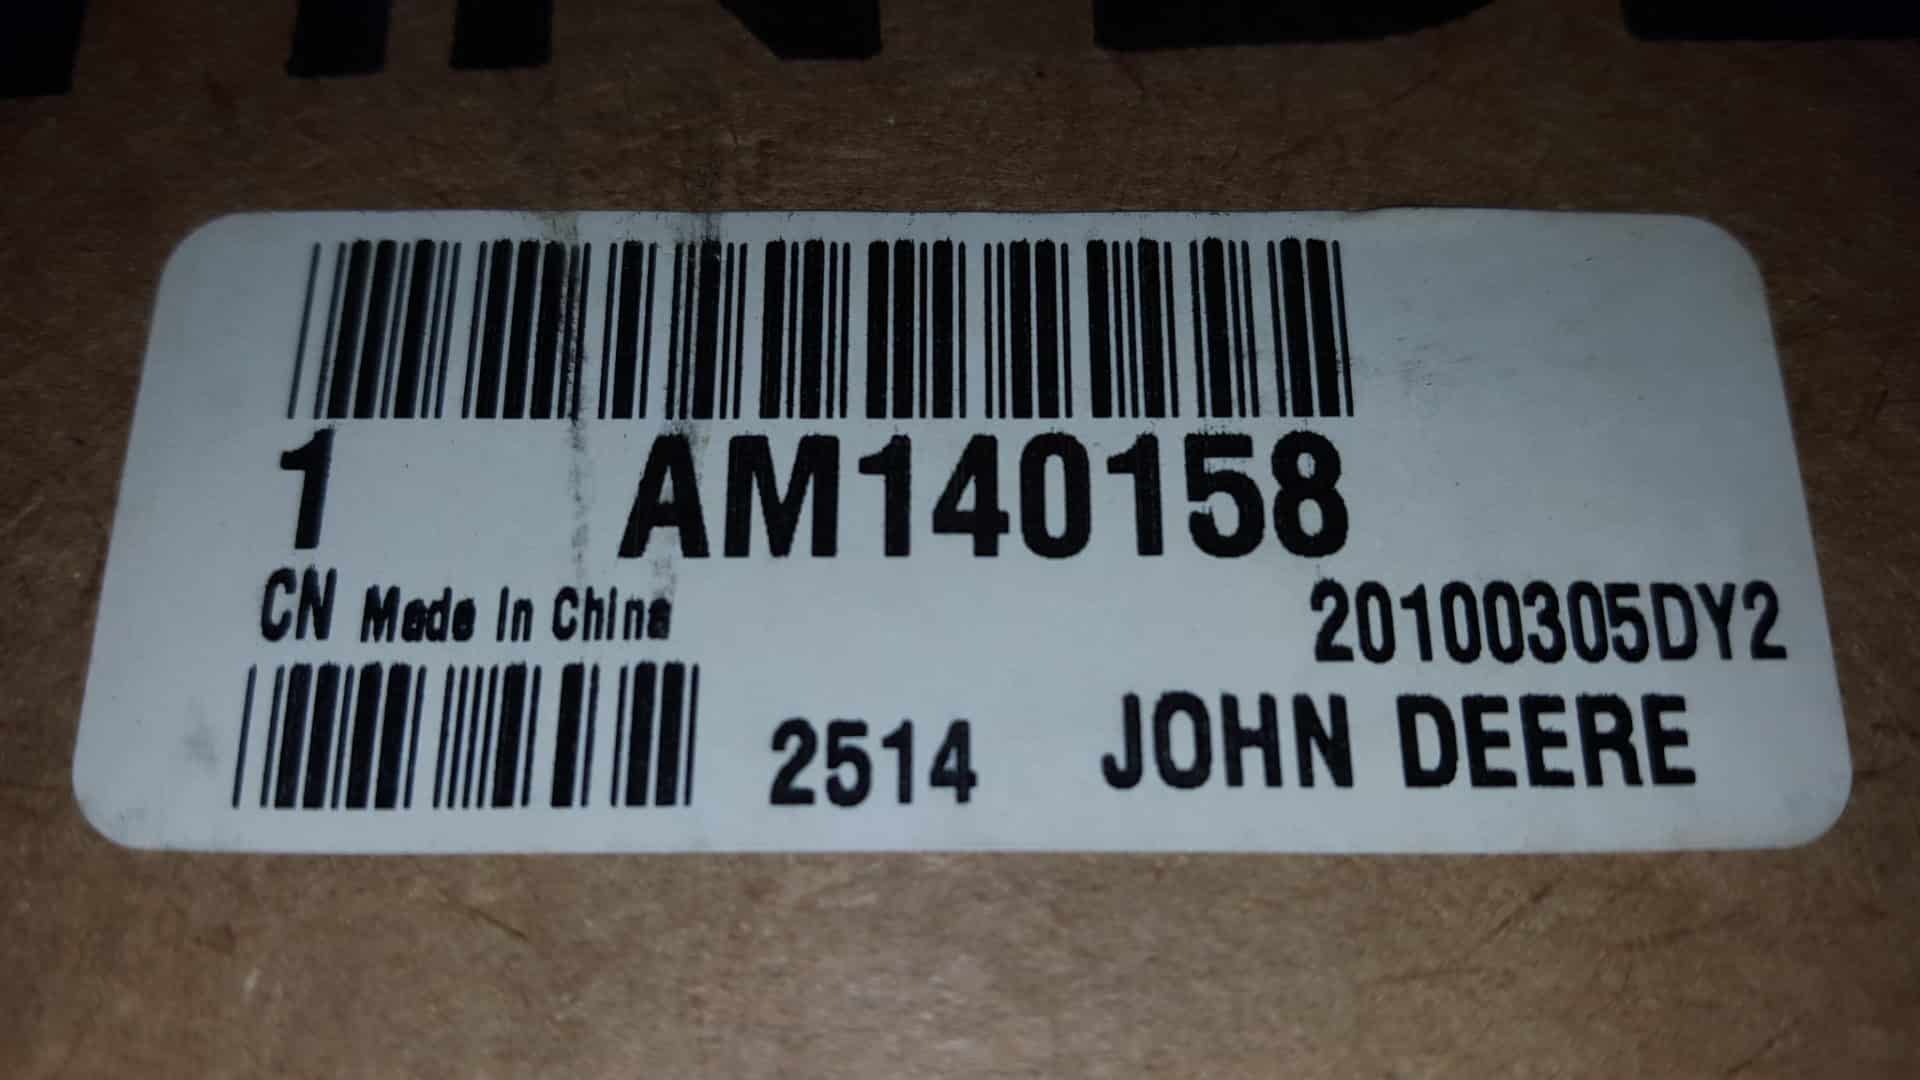 1 AM140158
CN Made In China 20100305DY2
2514 JOHN DEERE